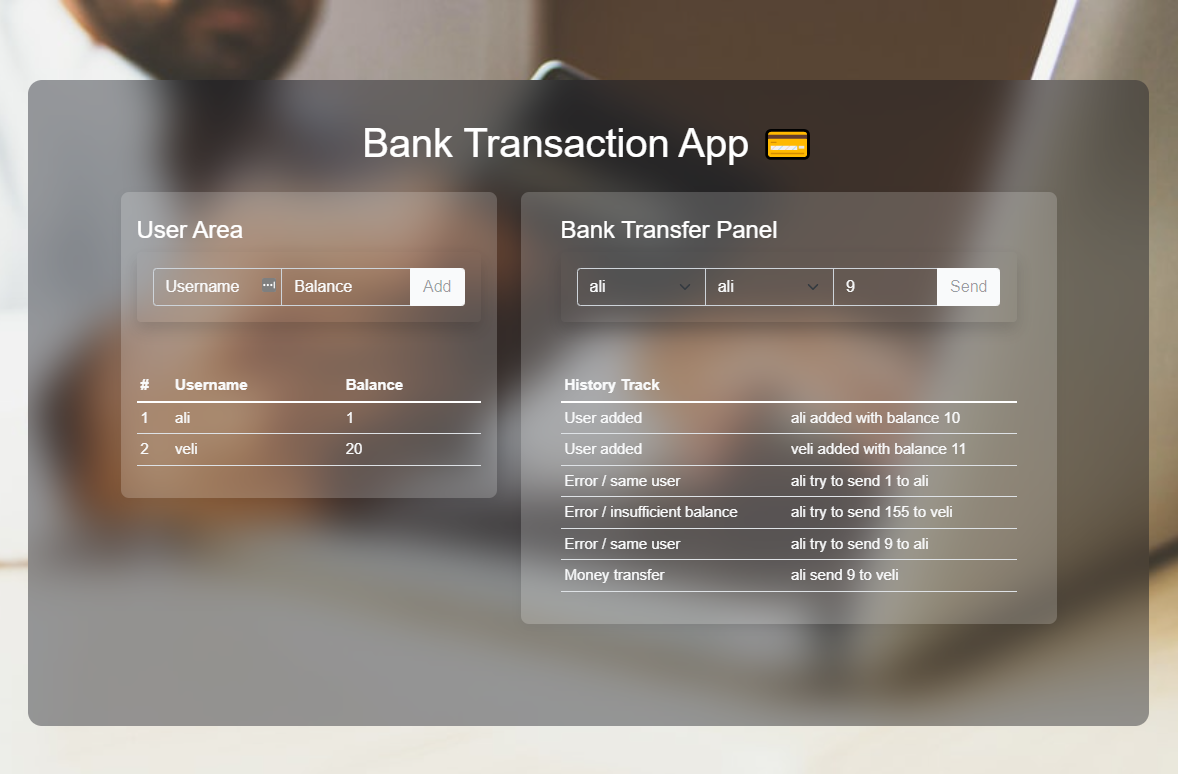 Bank Transaction App 💳
User Area
Username Balance Add
# Username Balance
1 ali 1
2 veli 20
Bank Transfer Panel
ali ali 9 Send
History Track
User added ali added with balance 10
User added veli added with balance 11
Error / same user ali try to send 1 to ali
Error / insufficient balance ali try to send 155 to veli
Error / same user ali try to send 9 to ali
Money transfer ali send 9 to veli